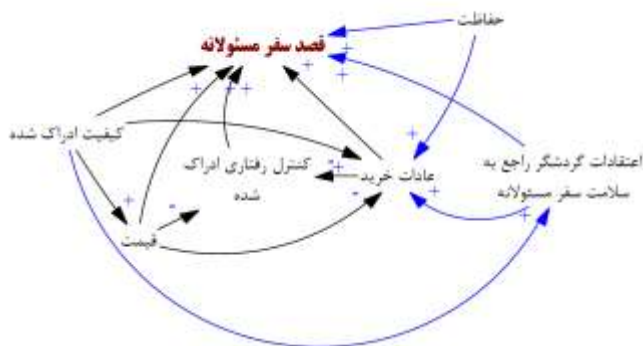 حفاظت
قصد سفر مسئولانه
کیفیت ادراک شده
کنترل رفتاری ادراک
شده
عادات خرید
اعتقادات گردشگر راجع به
سلامت سفر مسئولانه
قیمت